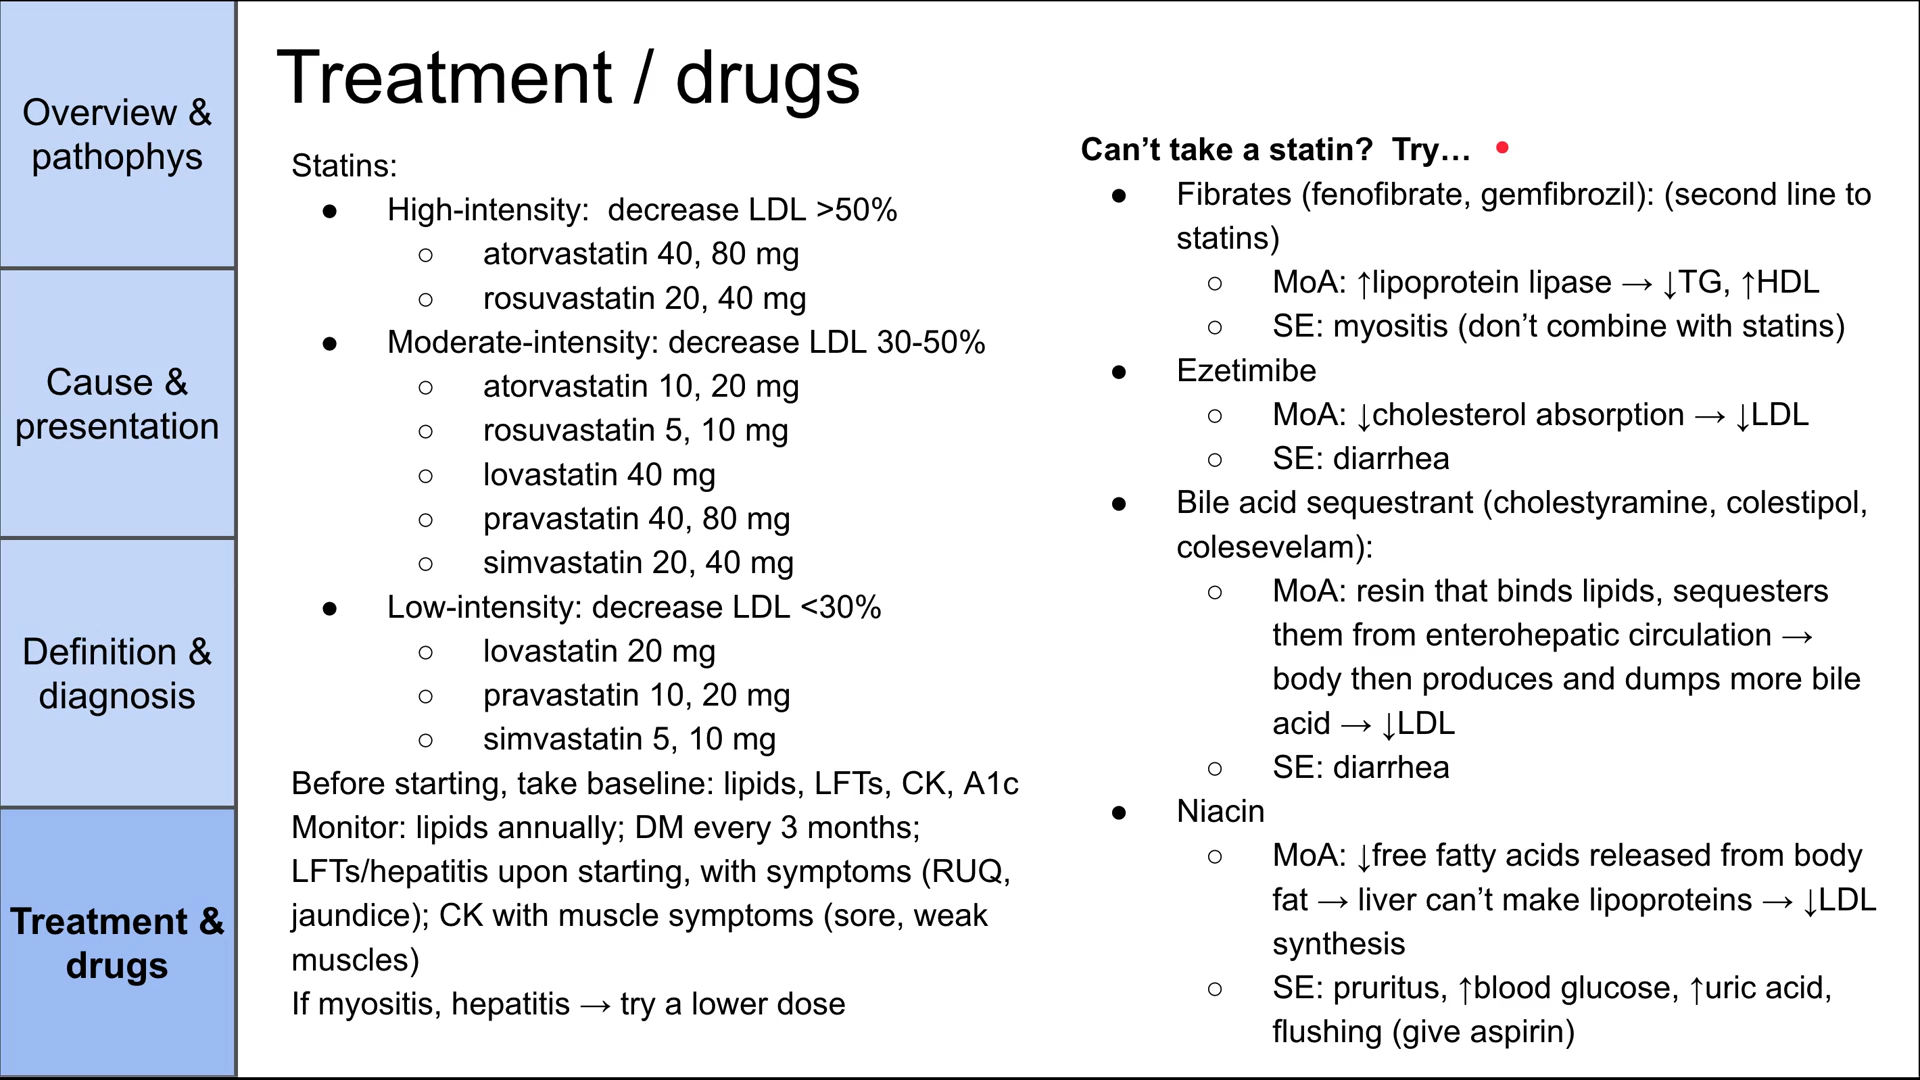 Overview &
pathophys
Cause &
presentation
Definition &
diagnosis
Treatment &
drugs
Treatment / drugs
Statins:
● High-intensity:  decrease LDL >50%
○ atorvastatin 40, 80 mg
○ rosuvastatin 20, 40 mg
● Moderate-intensity: decrease LDL 30-50%
○ atorvastatin 10, 20 mg
○ rosuvastatin 5, 10 mg
○ lovastatin 40 mg
○ pravastatin 40, 80 mg
○ simvastatin 20, 40 mg
● Low-intensity: decrease LDL <30%
○ lovastatin 20 mg
○ pravastatin 10, 20 mg
○ simvastatin 5, 10 mg
Before starting, take baseline: lipids, LFTs, CK, A1c
Monitor: lipids annually; DM every 3 months;
LFTs/hepatitis upon starting, with symptoms (RUQ,
jaundice); CK with muscle symptoms (sore, weak
muscles)
If myositis, hepatitis → try a lower dose
Can’t take a statin?  Try…
● Fibrates (fenofibrate, gemfibrozil): (second line to
statins)
○ MoA: ↑lipoprotein lipase → ↓TG, ↑HDL
○ SE: myositis (don’t combine with statins)
● Ezetimibe
○ MoA: ↓cholesterol absorption → ↓LDL
○ SE: diarrhea
● Bile acid sequestrant (cholestyramine, colestipol,
colesevelam):
○ MoA: resin that binds lipids, sequesters
them from enterohepatic circulation →
body then produces and dumps more bile
acid → ↓LDL
○ SE: diarrhea
● Niacin
○ MoA: ↓free fatty acids released from body
fat → liver can’t make lipoproteins → ↓LDL
synthesis
○ SE: pruritus, ↑blood glucose, ↑uric acid,
flushing (give aspirin)